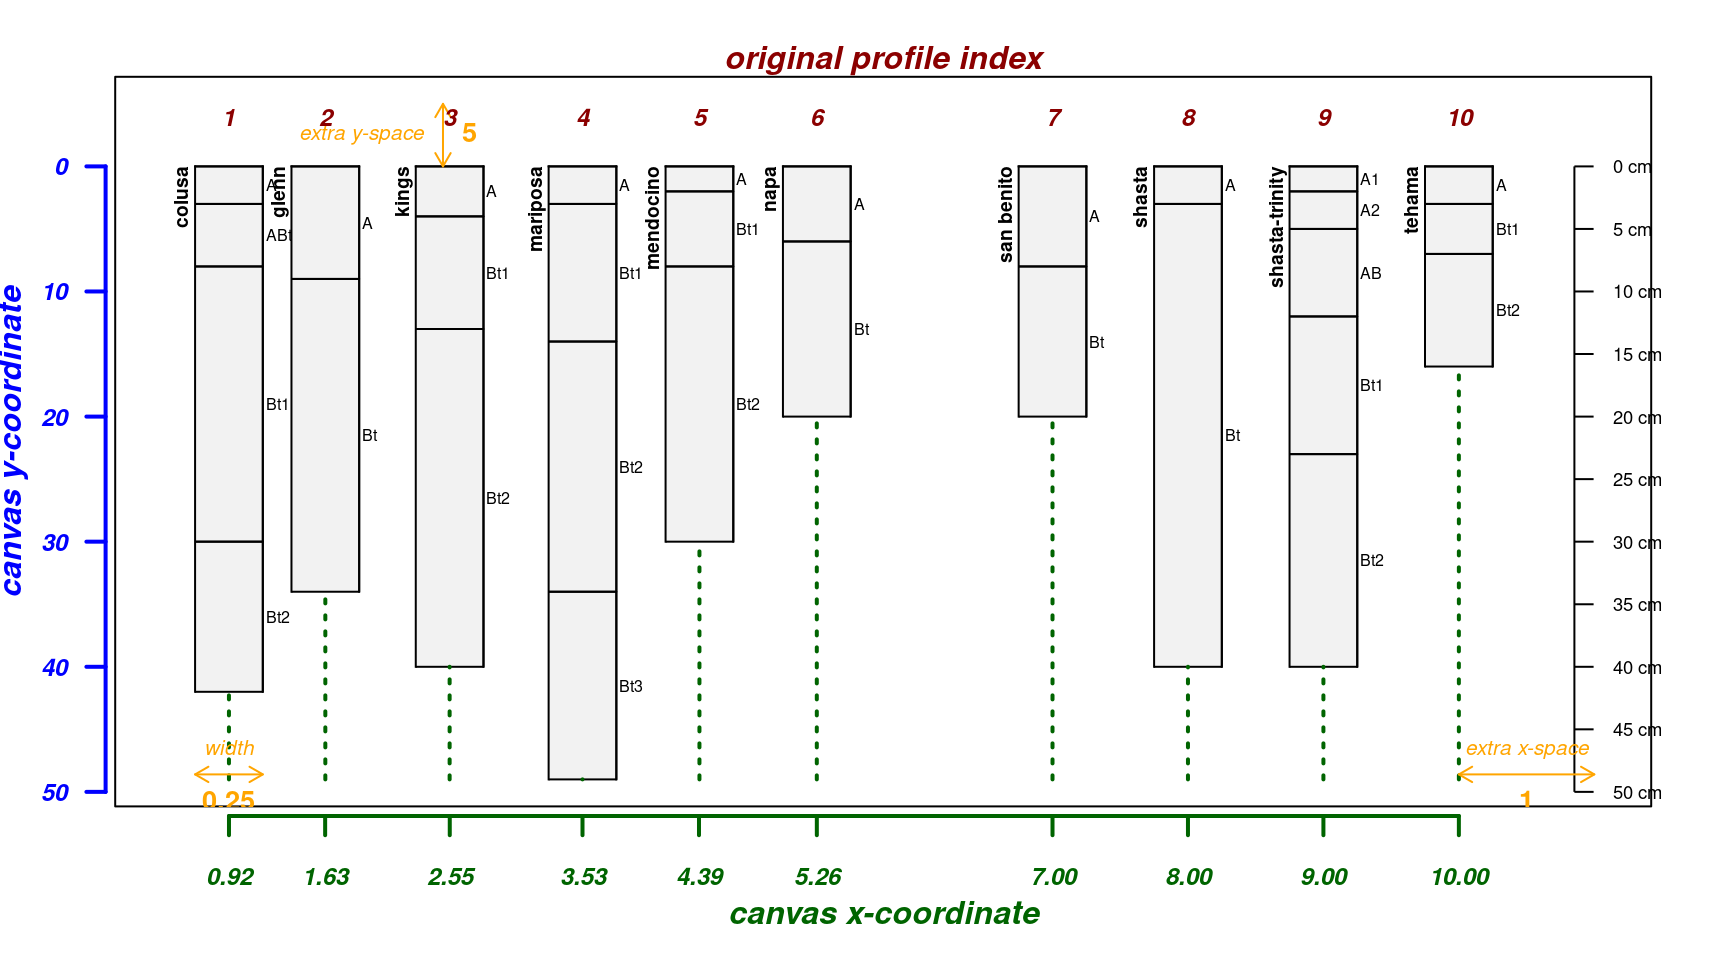 original profile index
1 2 3 4 5 6 7 8 9 10
extra y-space 5
canvas y-coordinate
0
10
20
30
40
50
colusa
A
ABt
Bt1
Bt2
glenn
A
Bt
kings
A
Bt1
Bt2
mariposa
A
Bt1
Bt2
Bt3
mendocino
A
Bt1
Bt2
napa
A
Bt
san benito
A
Bt
shasta
A
Bt
shasta-trinity
A1
A2
AB
Bt1
Bt2
tehama
A
Bt1
Bt2
0 cm
5 cm
10 cm
15 cm
20 cm
25 cm
30 cm
35 cm
40 cm
45 cm
50 cm
width
0.25
extra x-space
1
0.92 1.63 2.55 3.53 4.39 5.26 7.00 8.00 9.00 10.00
canvas x-coordinate